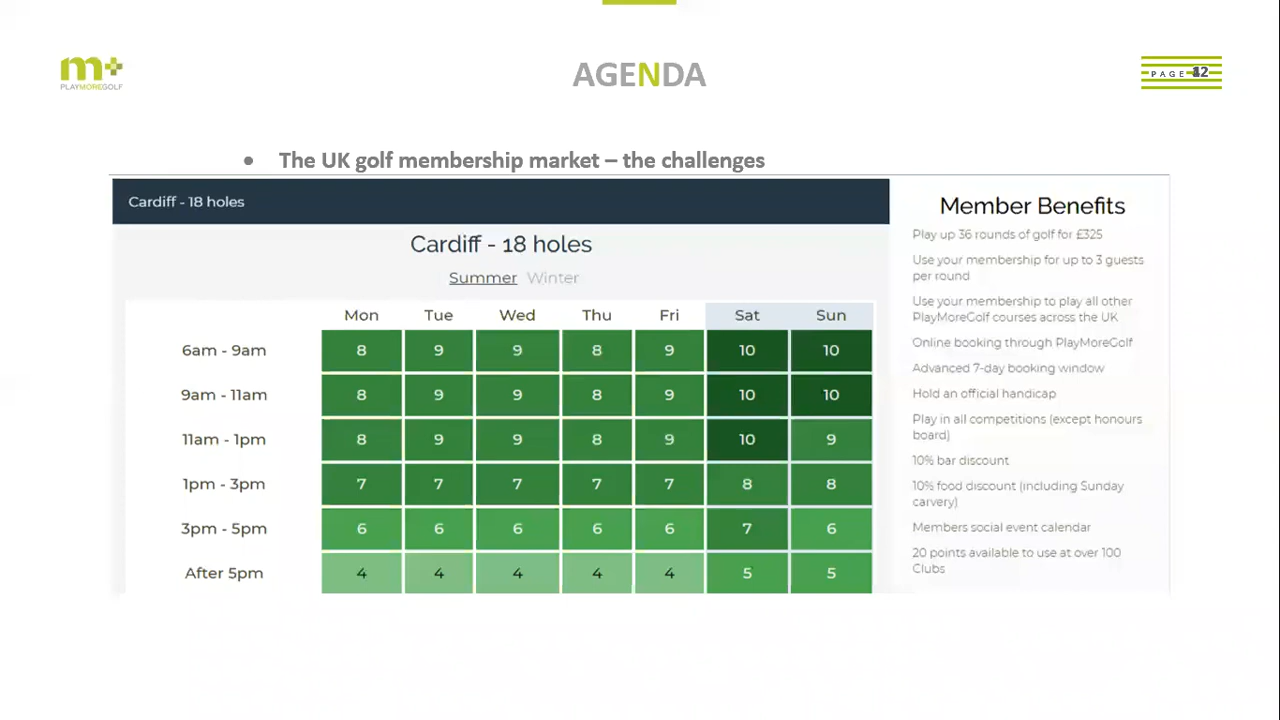 m+
PLAYMOREGOLF
AGENDA
PAGE
• The UK golf membership market – the challenges
Cardiff - 18 holes
Cardiff - 18 holes
Summer Winter
Mon Tue Wed Thu Fri Sat Sun
6am - 9am 8 9 9 8 9 10 10
9am - 11am 8 9 9 8 9 10 10
11am - 1pm 8 9 9 8 9 10 9
1pm - 3pm 7 7 7 7 7 8 8
3pm - 5pm 6 6 6 6 6 7 6
After 5pm 4 4 4 4 4 5 5
Member Benefits
Play up 36 rounds of golf for £325
Use your membership for up to 3 guests
per round
Use your membership to play all other
PlayMoreGolf courses across the UK
Online booking through PlayMoreGolf
Advanced 7-day booking window
Hold an official handicap
Play in all competitions (except honours
board)
10% bar discount
10% food discount (including Sunday
carvery)
Members social event calendar
20 points available to use at over 100
Clubs